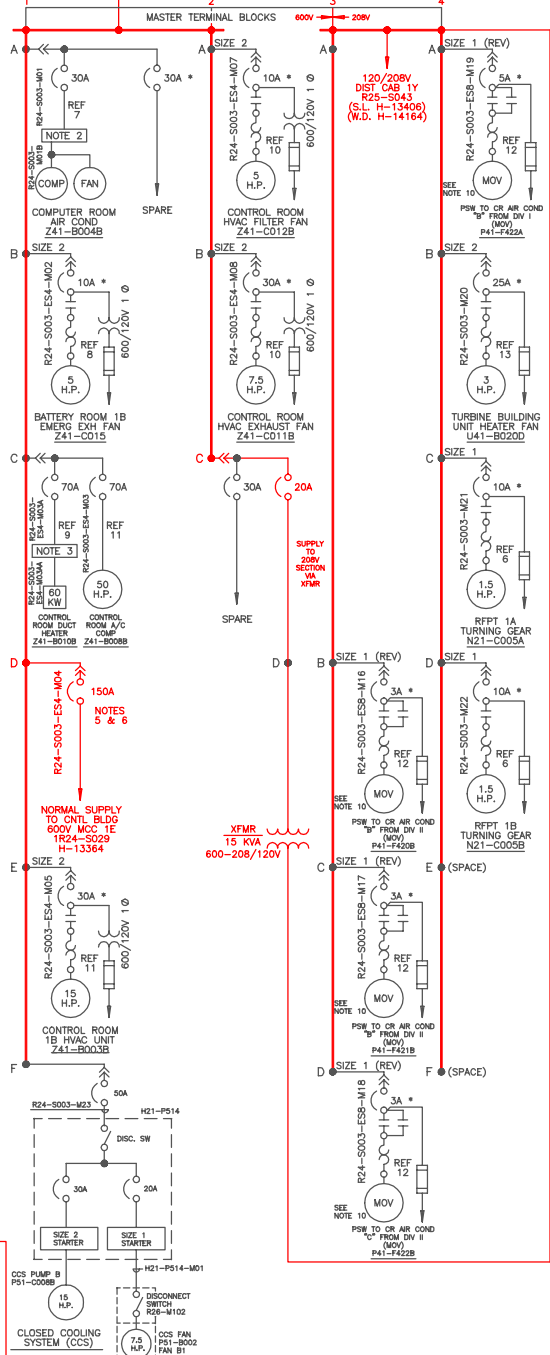 1
2
3
4
MASTER TERMINAL BLOCKS
600V
208V
A
30A
30A *
R24-S003-M01
REF
7
NOTE 2
R24-S003-
M01B
COMP
FAN
COMPUTER ROOM
AIR COND
Z41-B004B
SPARE
B
SIZE 2
10A *
R24-S003-ES4-M02
REF
8
600/120V 1 Ø
5
H.P.
BATTERY ROOM 1B
EMERG EXH FAN
Z41-C015
C
70A
70A
R24-S003-
ES4-M03A
R24-S003-ES4-M03
REF
9
REF
11
NOTE 3
R24-S003-
ES4-M03AA
60
KW
50
H.P.
CONTROL
ROOM DUCT
HEATER
Z41-B010B
CONTROL
ROOM A/C
COMP
Z41-B008B
D
150A
R24-S003-ES4-M04
NOTES
5 & 6
NORMAL SUPPLY
TO CNTL BLDG
600V MCC 1E
1R24-S029
H-13364
E
SIZE 2
30A *
R24-S003-ES4-M05
REF
11
600/120V 1 Ø
15
H.P.
CONTROL ROOM
1B HVAC UNIT
Z41-B003B
F
50A
R24-S003-M23
H21-P514
DISC. SW
30A
20A
SIZE 2
STARTER
SIZE 1
STARTER
H21-P514-M01
CCS PUMP B
P51-C008B
15
H.P.
DISCONNECT
SWITCH
R26-M102
CLOSED COOLING
SYSTEM (CCS)
7.5
H.P.
CCS FAN
P51-B002
FAN B1
A
SIZE 2
10A *
R24-S003-ES4-M07
REF
10
600/120V 1 Ø
5
H.P.
CONTROL ROOM
HVAC FILTER FAN
Z41-C012B
B
SIZE 2
30A *
R24-S003-ES4-M08
REF
10
600/120V 1 Ø
7.5
H.P.
CONTROL ROOM
HVAC EXHAUST FAN
Z41-C011B
C
30A
20A
SPARE
SUPPLY
TO
208V
SECTION
VIA
XFMR
D
XFMR
15 KVA
600-208/120V
A
120/208V
DIST CAB 1Y
R25-S043
(S.L. H-13406)
(W.D. H-14164)
B
SIZE 1 (REV)
3A *
R24-S003-ES8-M16
REF
12
MOV
SEE
NOTE 10
PSW TO CR AIR COND
"B" FROM DIV II
(MOV)
P41-F420B
C
SIZE 1 (REV)
3A *
R24-S003-ES8-M17
REF
12
MOV
SEE
NOTE 10
PSW TO CR AIR COND
"B" FROM DIV II
(MOV)
P41-F421B
D
SIZE 1 (REV)
3A *
R24-S003-ES8-M18
REF
12
MOV
SEE
NOTE 10
PSW TO CR AIR COND
"C" FROM DIV II
(MOV)
P41-F422B
A
SIZE 1 (REV)
5A *
R24-S003-ES8-M19
REF
12
MOV
SEE
NOTE 10
PSW TO CR AIR COND
"B" FROM DIV I
(MOV)
P41-F422A
B
SIZE 2
25A *
R24-S003-M20
REF
13
3
H.P.
TURBINE BUILDING
UNIT HEATER FAN
U41-B020D
C
SIZE 1
10A *
R24-S003-M21
REF
6
1.5
H.P.
RFPT 1A
TURNING GEAR
N21-C005A
D
SIZE 1
10A *
R24-S003-M22
REF
6
1.5
H.P.
RFPT 1B
TURNING GEAR
N21-C005B
E
(SPACE)
F
(SPACE)